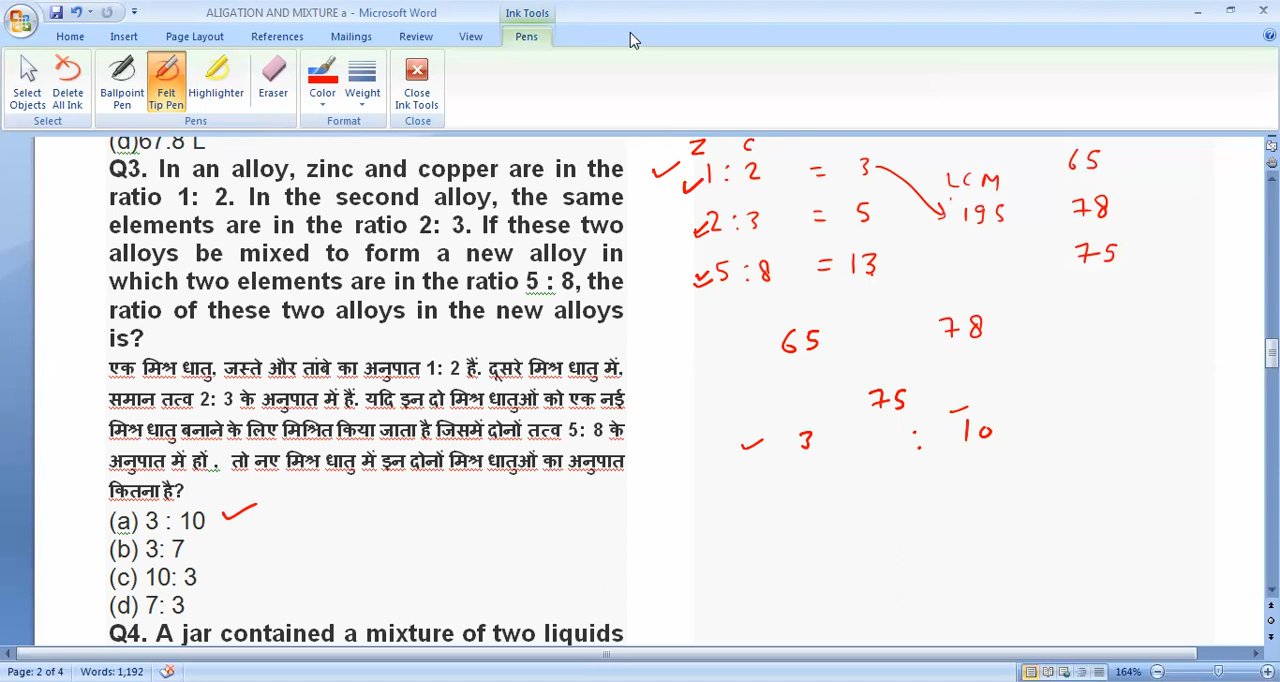 ALIGATION AND MIXTURE a - Microsoft Word
Ink Tools
Home Insert Page Layout References Mailings Review View Pens
Select Objects
Delete All Ink
Ballpoint Pen
Felt Tip Pen
Highlighter
Eraser
Color
Weight
Close Ink Tools
Select Pens Format Close
(d)67.8 L
Q3. In an alloy, zinc and copper are in the
ratio 1: 2. In the second alloy, the same
elements are in the ratio 2: 3. If these two
alloys be mixed to form a new alloy in
which two elements are in the ratio 5 : 8, the
ratio of these two alloys in the new alloys
is?
एक मिश्र धातु, जस्ते और तांबे का अनुपात 1: 2 हैं. दूसरे मिश्र धातु में,
समान तत्व 2: 3 के अनुपात में हैं. यदि इन दो मिश्र धातुओं को एक नई
मिश्र धातु बनाने के लिए मिश्रित किया जाता है जिसमें दोनों तत्व 5: 8 के
अनुपात में हों , तो नए मिश्र धातु में इन दोनों मिश्र धातुओं का अनुपात
कितना है?
(a) 3 : 10
(b) 3: 7
(c) 10: 3
(d) 7: 3
Q4. A jar contained a mixture of two liquids
Z C
1 : 2 = 3
2 : 3 = 5
5 : 8 = 13
LCM
195
65
78
75
65 78
75
3 : 10
Page: 2 of 4 Words: 1,192 164%